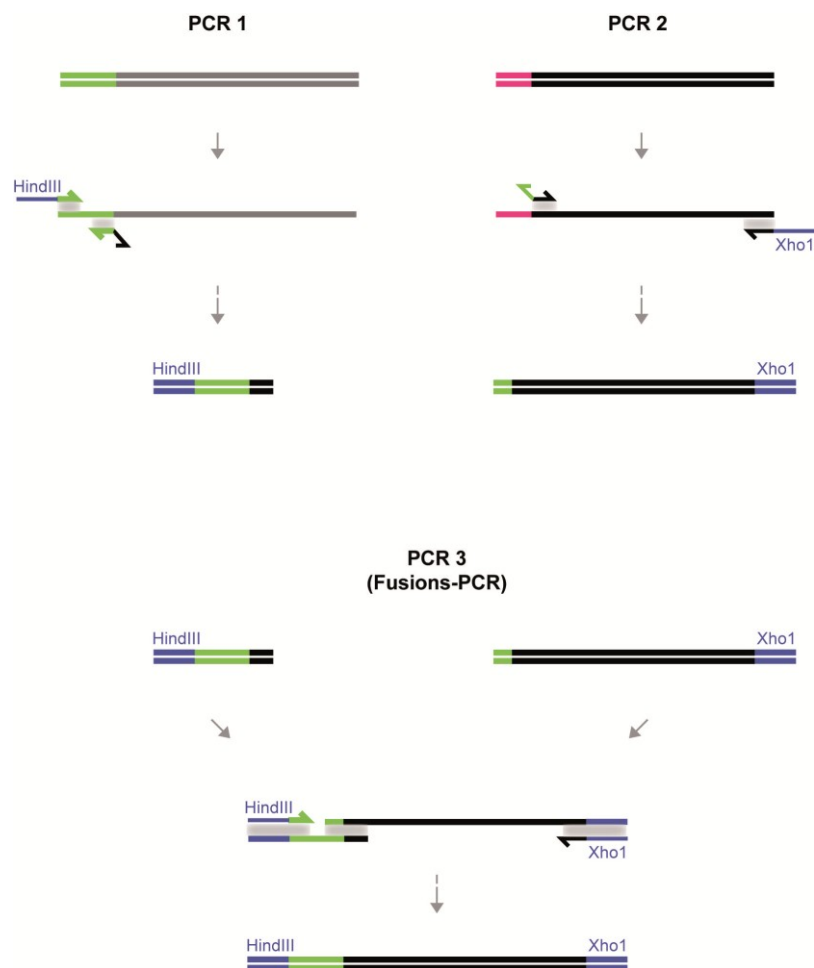 PCR 1
PCR 2
HindIII
Xho1
HindIII
Xho1
PCR 3
(Fusions-PCR)
HindIII
Xho1
HindIII
Xho1
HindIII
Xho1